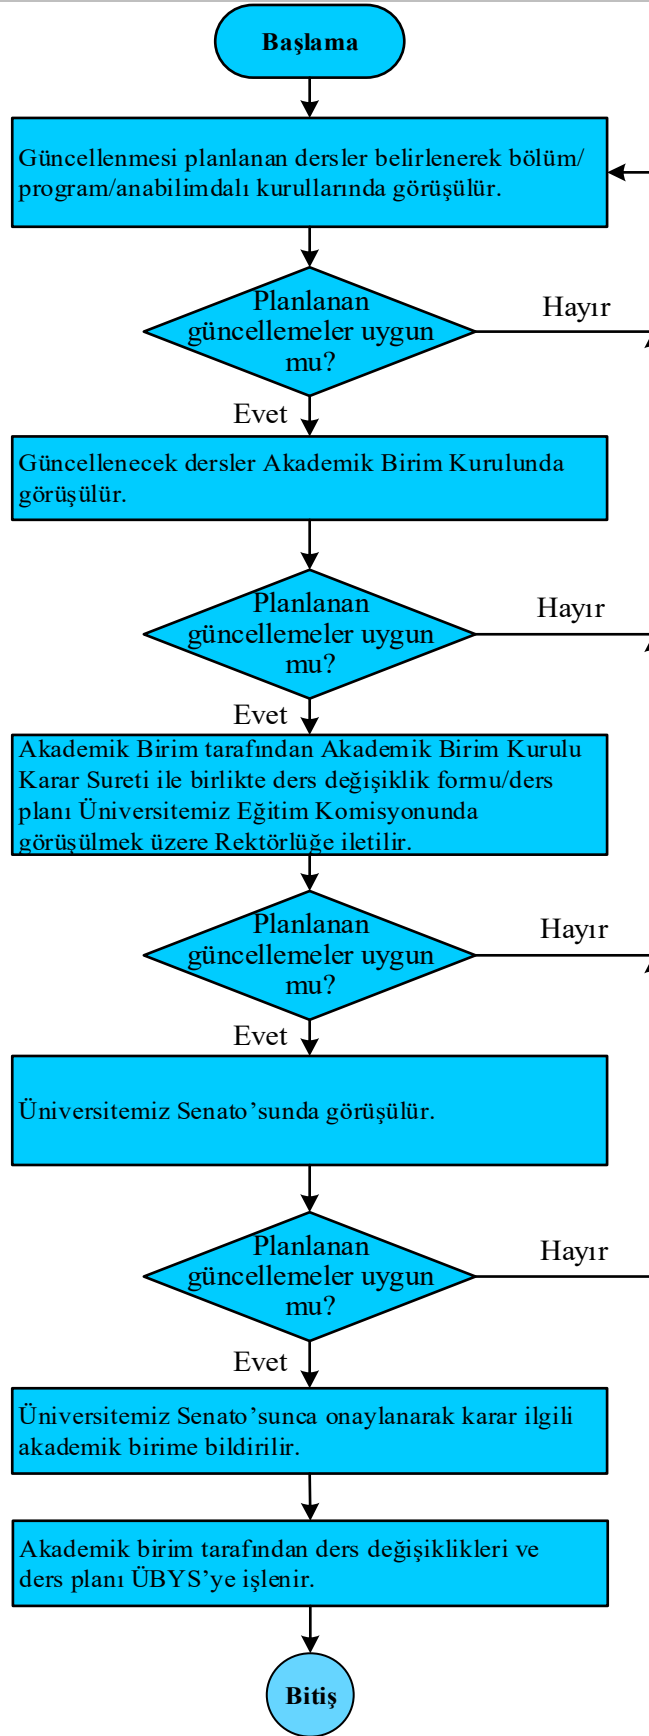 Başlama
Güncellenmesi planlanan dersler belirlenerek bölüm/
program/anabilimdalı kurullarında görüşülür.
Planlanan
güncellemeler uygun
mu?
Hayır
Evet
Güncellenecek dersler Akademik Birim Kurulunda
görüşülür.
Planlanan
güncellemeler uygun
mu?
Hayır
Evet
Akademik Birim tarafından Akademik Birim Kurulu
Karar Sureti ile birlikte ders değişiklik formu/ders
planı Üniversitemiz Eğitim Komisyonunda
görüşülmek üzere Rektörlüğe iletilir.
Planlanan
güncellemeler uygun
mu?
Hayır
Evet
Üniversitemiz Senato’sunda görüşülür.
Planlanan
güncellemeler uygun
mu?
Hayır
Evet
Üniversitemiz Senato’sunca onaylanarak karar ilgili
akademik birime bildirilir.
Akademik birim tarafından ders değişiklikleri ve
ders planı ÜBYS’ye işlenir.
Bitiş